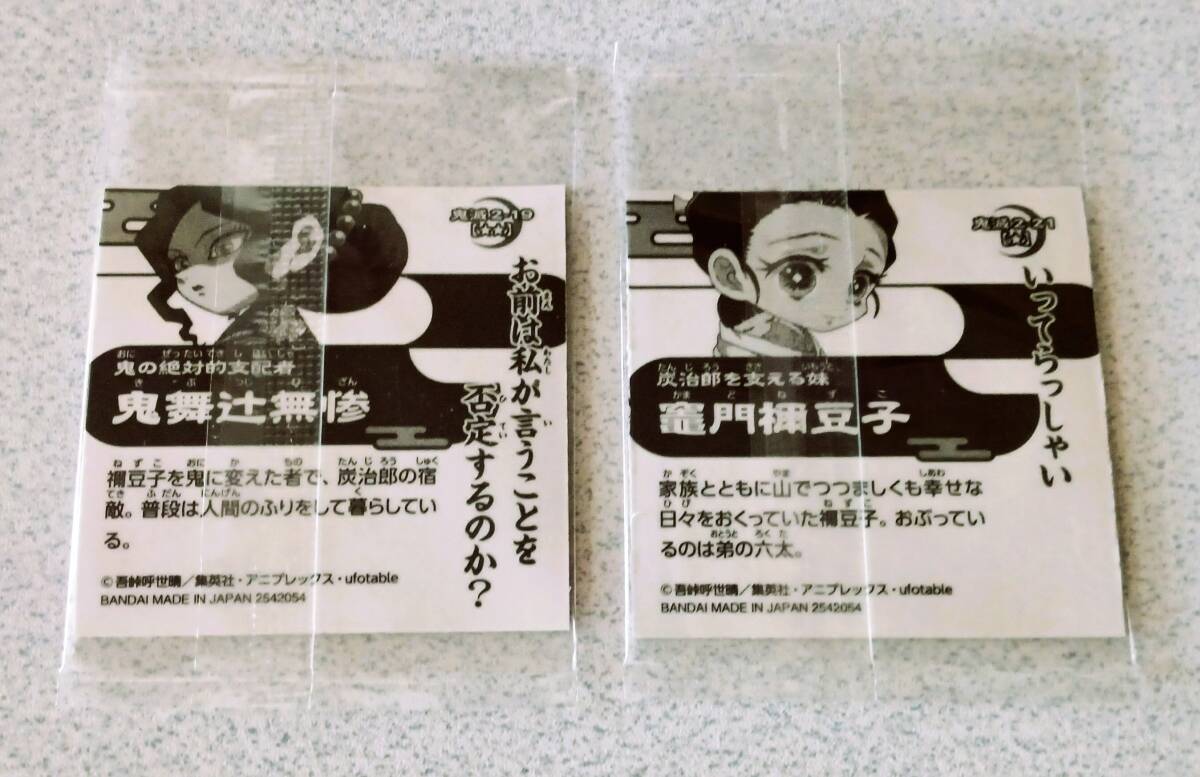 鬼滅2-19
[★★]
お前は私が言うことを
否定するのか?
鬼の絶対的支配者
鬼舞辻無惨
禰豆子を鬼に変えた者で、炭治郎の宿
敵。普段は人間のふりをして暮らしてい
る。
©吾峠呼世晴/集英社・アニプレックス・ufotable
BANDAI MADE IN JAPAN 2542054
鬼滅2-21
[★]
いってらっしゃい
炭治郎を支える妹
竈門禰豆子
家族とともに山でつつましくも幸せな
日々をおくっていた禰豆子。おぶってい
るのは弟の六太。
©吾峠呼世晴/集英社・アニプレックス・ufotable
BANDAI MADE IN JAPAN 2542054